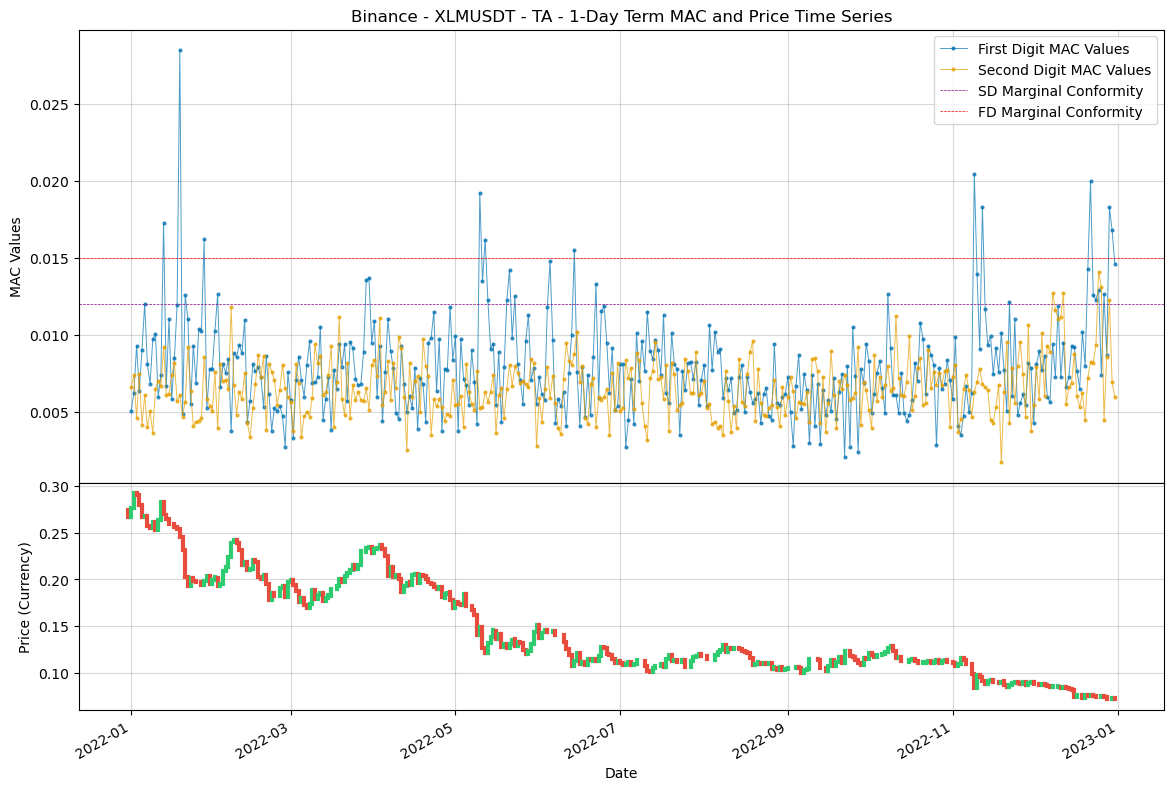 Binance - XLMUSDT - TA - 1-Day Term MAC and Price Time Series
First Digit MAC Values
Second Digit MAC Values
SD Marginal Conformity
FD Marginal Conformity
MAC Values
0.025
0.020
0.015
0.010
0.005
Price (Currency)
0.30
0.25
0.20
0.15
0.10
2022-01
2022-03
2022-05
2022-07
2022-09
2022-11
2023-01
Date